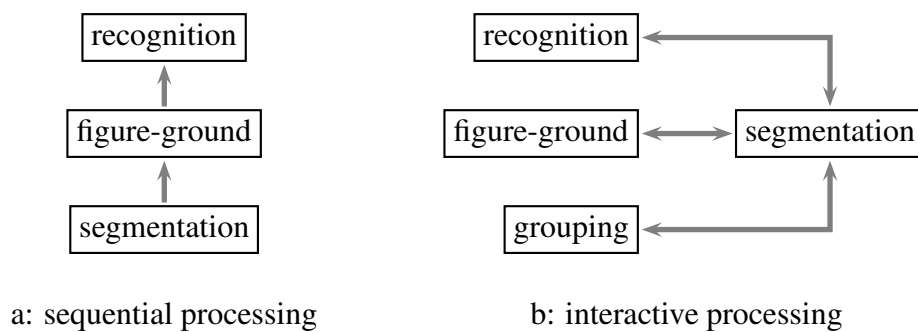 recognition
figure-ground
segmentation
a: sequential processing
recognition
figure-ground
segmentation
grouping
b: interactive processing